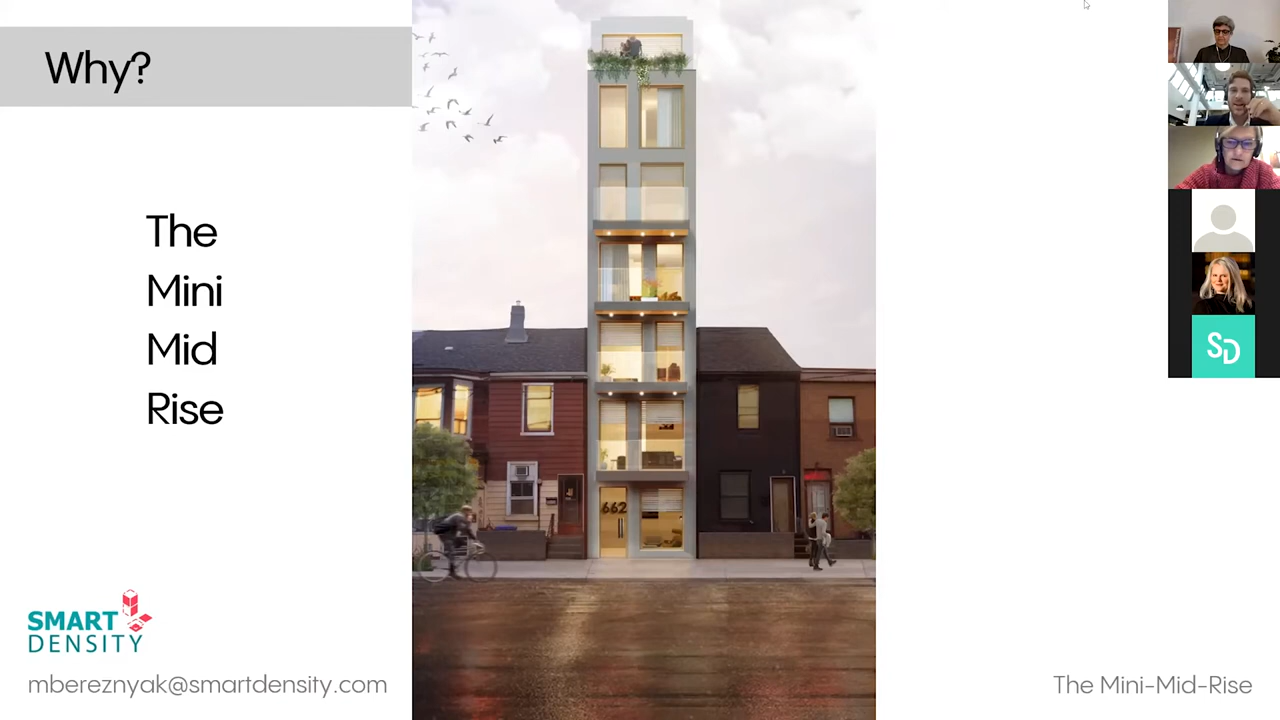 Why?
The
Mini
Mid
Rise
662
SMART
DENSITY
mbereznyak@smartdensity.com
The Mini-Mid-Rise
SD